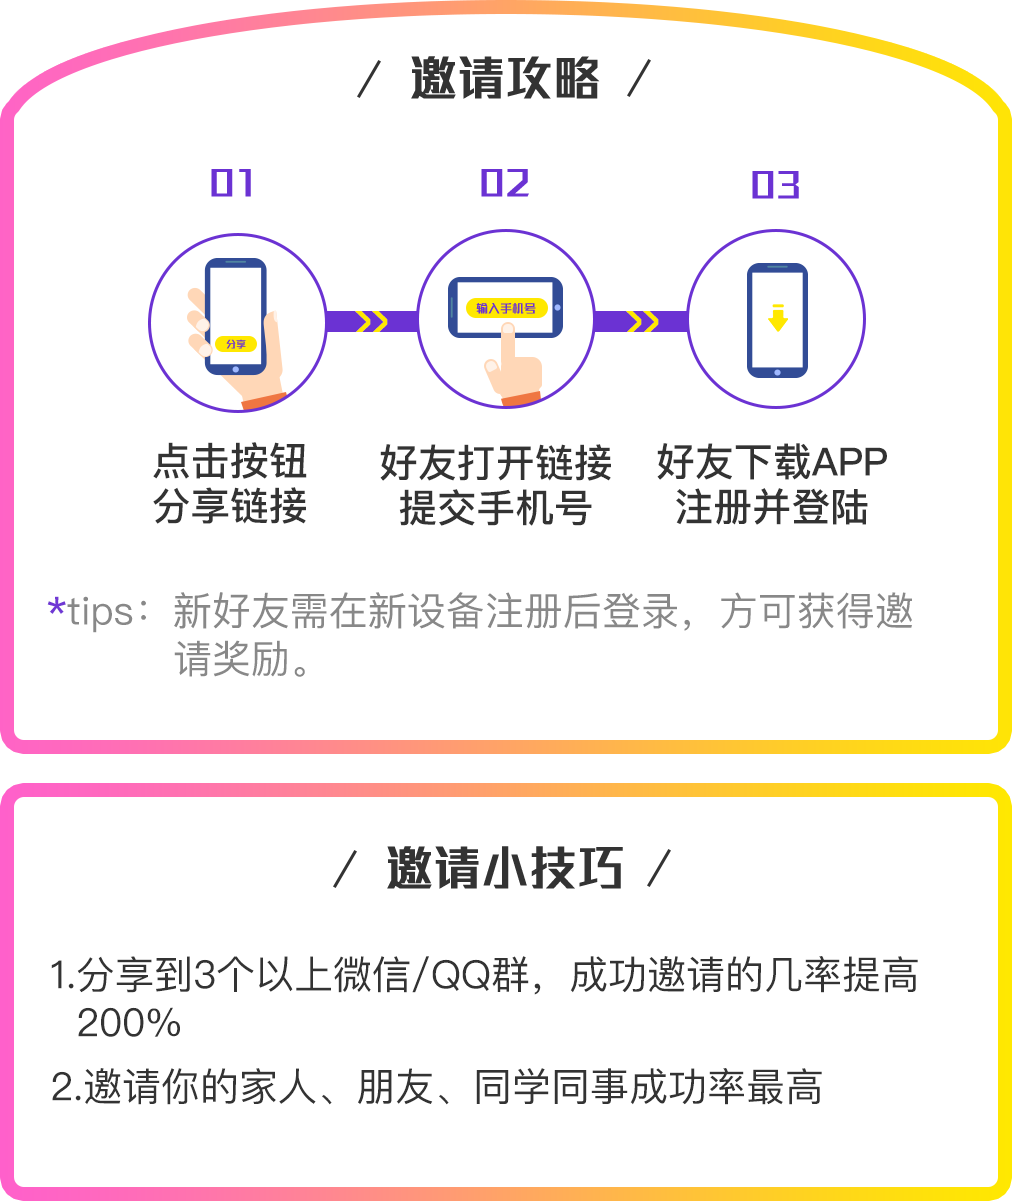 / 邀请攻略 /
01
02
03
分享
输入手机号
点击按钮
分享链接
好友打开链接
提交手机号
好友下载APP
注册并登陆
*tips：新好友需在新设备注册后登录，方可获得邀
请奖励。
/ 邀请小技巧 /
1.分享到3个以上微信/QQ群，成功邀请的几率提高
200%
2.邀请你的家人、朋友、同学同事成功率最高